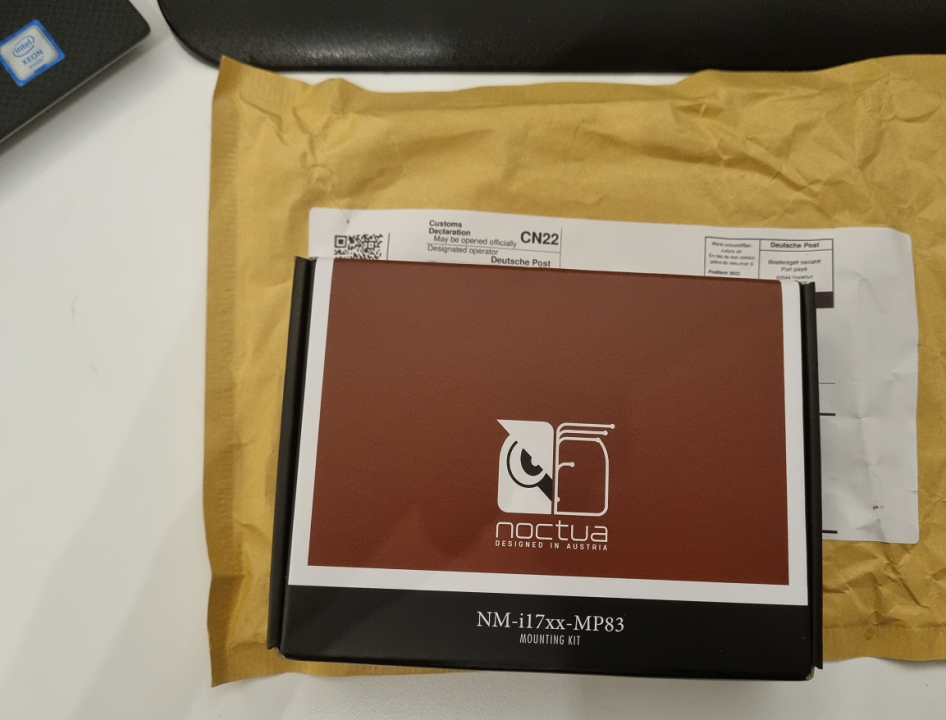 intel
XEON
Customs
Declaration
May be opened officially
CN22
Designated operator
Deutsche Post
Deutsche Post
Port payé
noctua
DESIGNED IN AUSTRIA
NM-i17xx-MP83
MOUNTING KIT